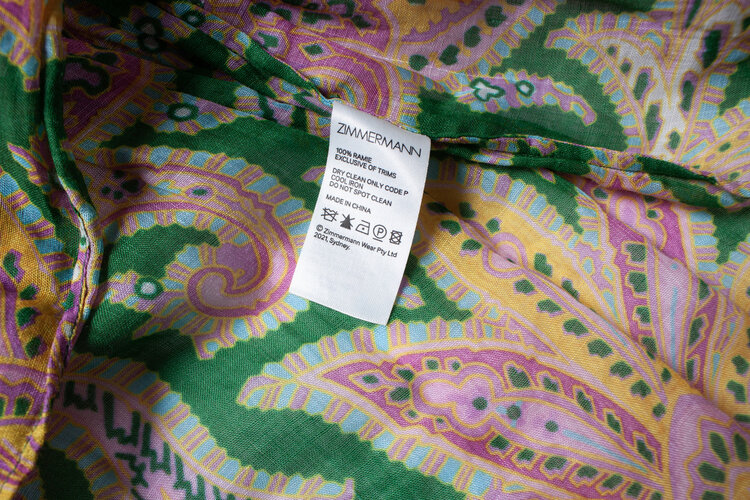 ZIMMERMANN
100% RAMIE
EXCLUSIVE OF TRIMS
DRY CLEAN ONLY CODE P
COOL IRON
DO NOT SPOT CLEAN
MADE IN CHINA
© Zimmermann Wear Pty Ltd
2021, Sydney.